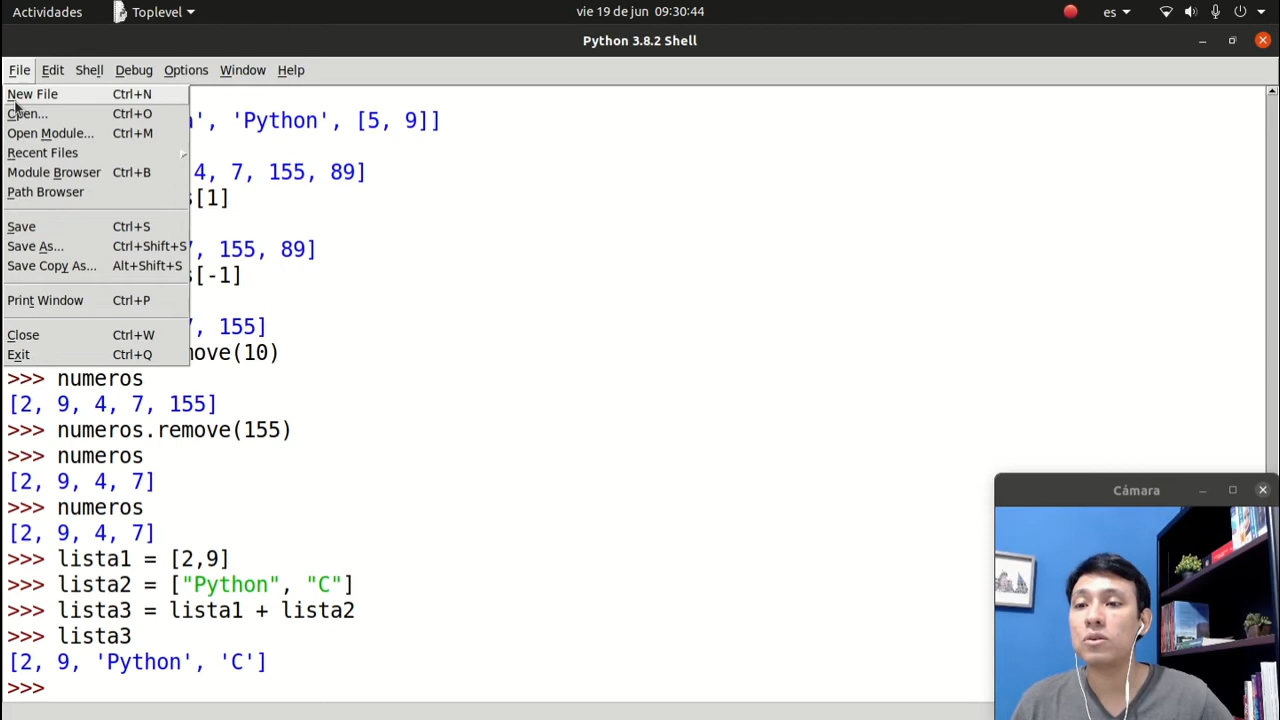 Actividades Toplevel vie 19 de jun 09:30:44 es
Python 3.8.2 Shell
File Edit Shell Debug Options Window Help
New File Ctrl+N
Open... Ctrl+O
Open Module... Ctrl+M
Recent Files
Module Browser Ctrl+B
Path Browser
Save Ctrl+S
Save As... Ctrl+Shift+S
Save Copy As... Alt+Shift+S
Print Window Ctrl+P
Close Ctrl+W
Exit Ctrl+Q
', 'Python', [5, 9]]
4, 7, 155, 89]
[1]
, 155, 89]
[-1]
, 155]
move(10)
>>> numeros
[2, 9, 4, 7, 155]
>>> numeros.remove(155)
>>> numeros
[2, 9, 4, 7]
>>> numeros
[2, 9, 4, 7]
>>> lista1 = [2,9]
>>> lista2 = ["Python", "C"]
>>> lista3 = lista1 + lista2
>>> lista3
[2, 9, 'Python', 'C']
>>>
Cámara